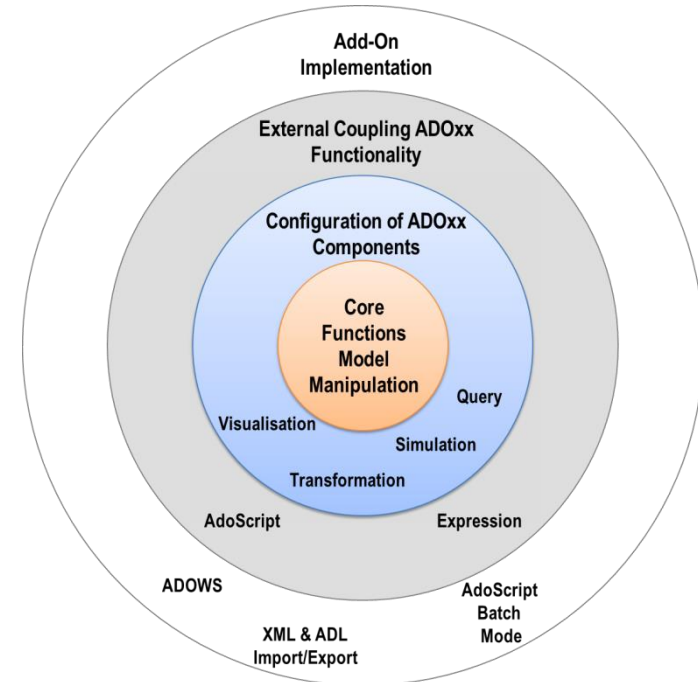 Add-On
Implementation
External Coupling ADOxx
Functionality
Configuration of ADOxx
Components
Core
Functions
Model
Manipulation
Query
Visualisation
Simulation
Transformation
AdoScript
Expression
ADOWS
AdoScript
Batch
Mode
XML & ADL
Import/Export